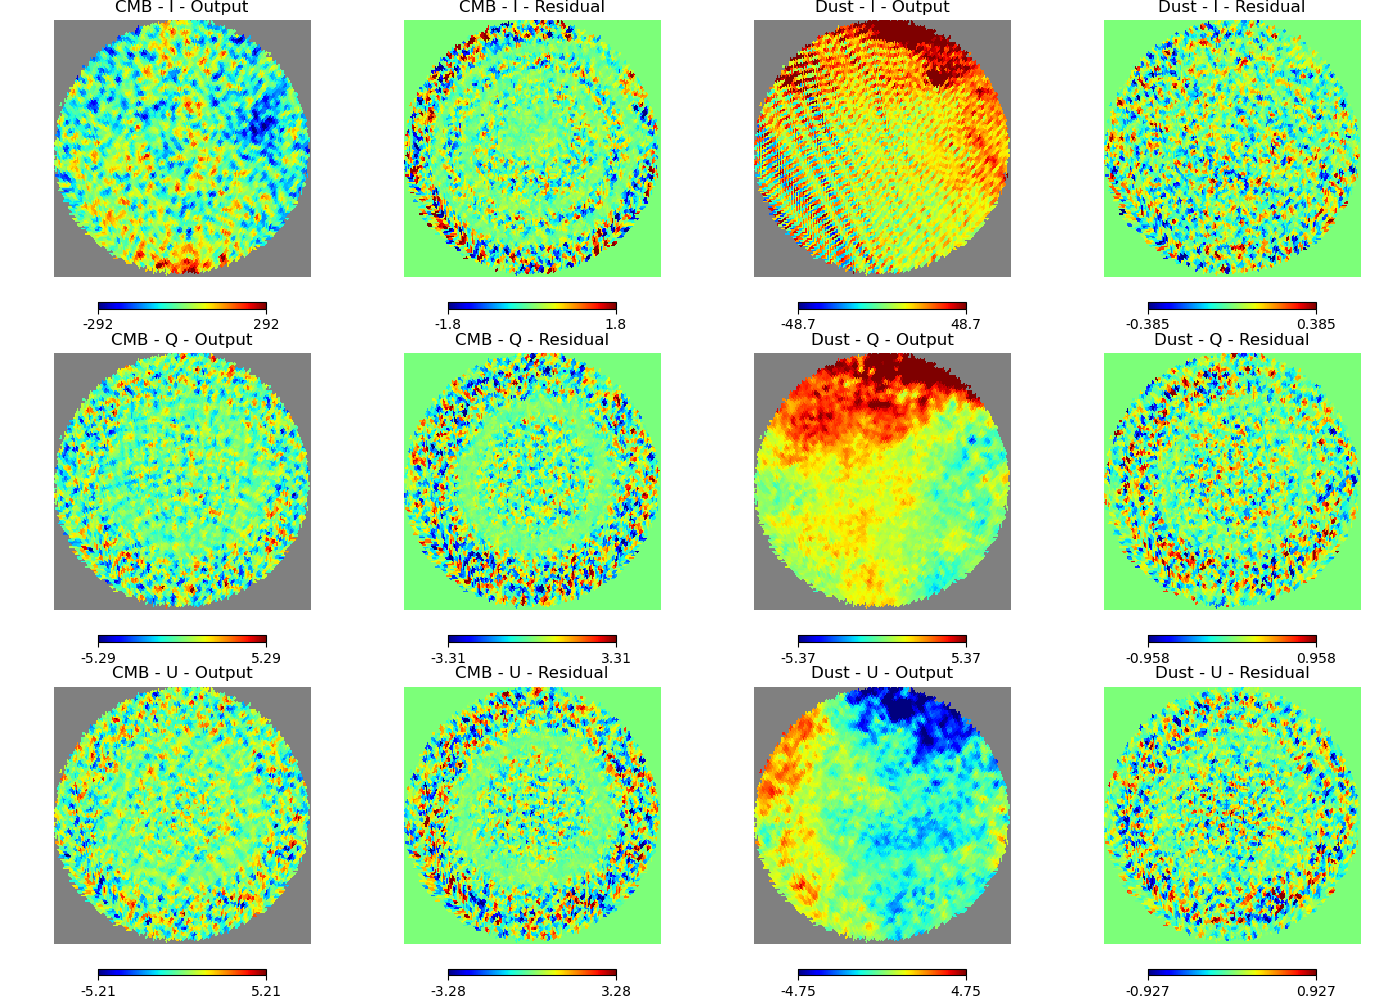 CMB - I - Output CMB - I - Residual Dust - I - Output Dust - I - Residual
-292 292 -1.8 1.8 -48.7 48.7 -0.385 0.385
CMB - Q - Output CMB - Q - Residual Dust - Q - Output Dust - Q - Residual
-5.29 5.29 -3.31 3.31 -5.37 5.37 -0.958 0.958
CMB - U - Output CMB - U - Residual Dust - U - Output Dust - U - Residual
-5.21 5.21 -3.28 3.28 -4.75 4.75 -0.927 0.927